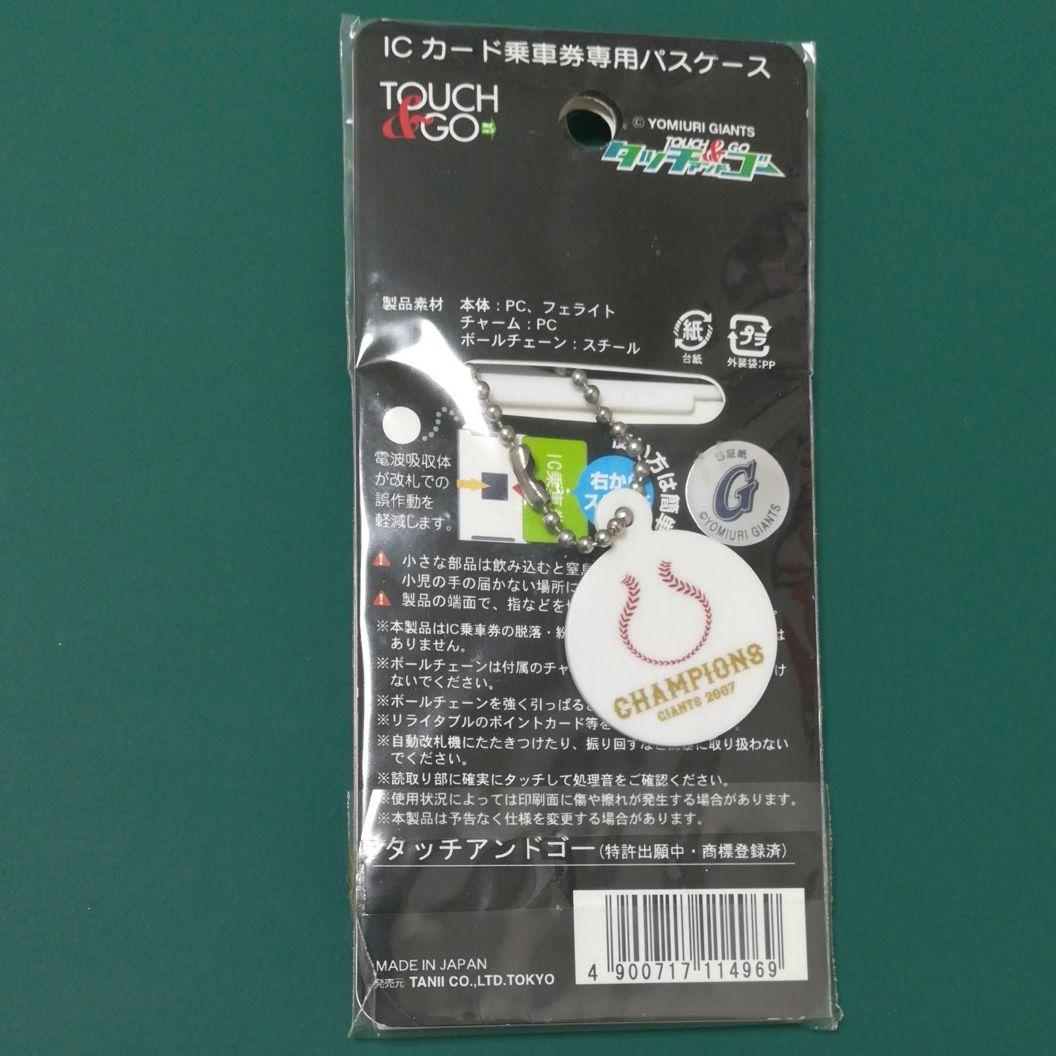 IC カード乗車券専用パスケース
TOUCH
&GO
© YOMIURI GIANTS
TOUCH & GO
タッチアンドゴー
製品素材 本体：PC、フェライト
チャーム：PC
ボールチェーン：スチール
紙
台紙
プラ
外装袋:PP
電波吸収体
が改札での
誤作動を
軽減します。
IC乗車
右か
ス
方は簡単
証紙
G
©YOMIURI GIANTS
小さな部品は飲み込むと窒息
小児の手の届かない場所に
製品の端面で、指などを
※本製品はIC乗車券の脱落・紛
ありません。
※ボールチェーンは付属のチャ
ないでください。
※ボールチェーンを強く引っぱる
※リライタブルのポイントカード等を
※自動改札機にたたきつけたり、振り回すなど に取り扱わない
でください。
※読取り部に確実にタッチして処理音をご確認ください。
※使用状況によっては印刷面に傷や擦れが発生する場合があります。
※本製品は予告なく仕様を変更する場合があります。
CHAMPIONS
GIANTS 2007
タッチアンドゴー(特許出願中・商標登録済)
4 900717 114969
MADE IN JAPAN
発売元 TANII CO.,LTD.TOKYO